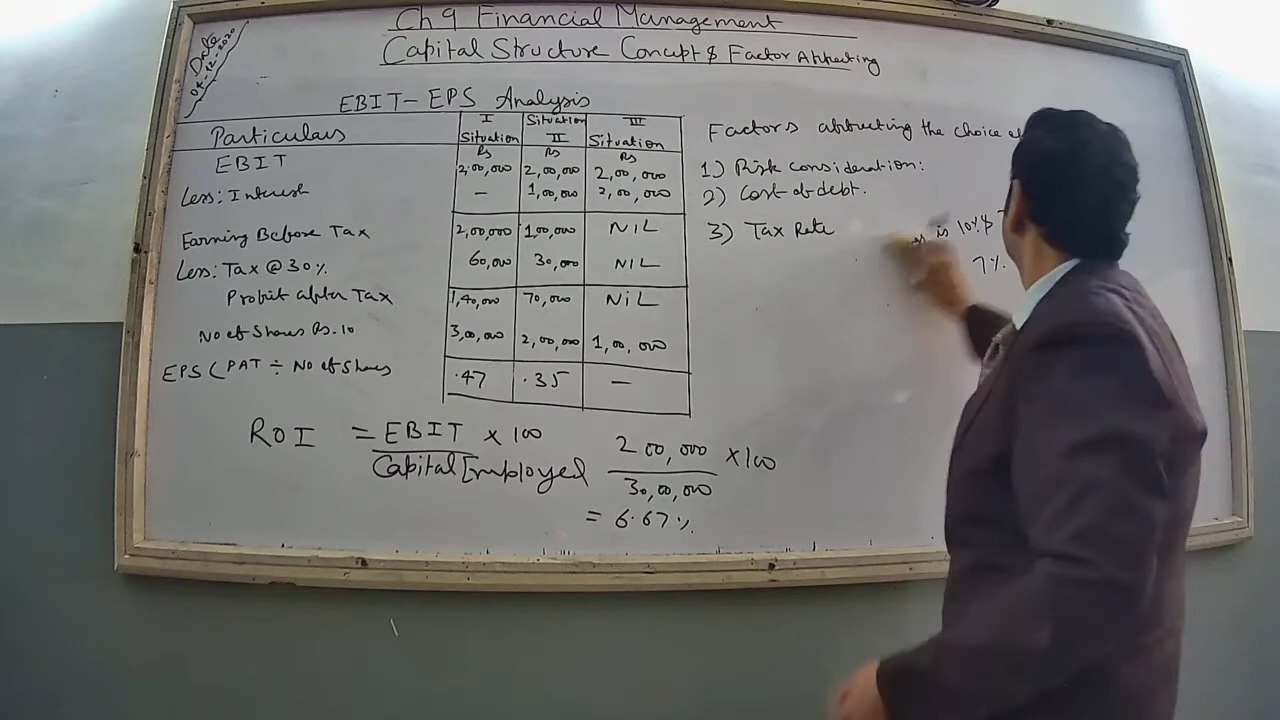 Date
04-12-2020
Ch 9 Financial Management
Capital Structure Concept & Factor Affecting
EBIT-EPS Analysis
Particulars I Situation Situation II III Situation
Rs Rs Rs
EBIT 2,00,000 2,00,000 2,00,000
Less: Interest — 1,00,000 2,00,000
Earning Before Tax 2,00,000 1,00,000 NIL
Less: Tax @ 30% 60,000 30,000 NIL
Profit after Tax 1,40,000 70,000 NiL
No of Shares Rs. 10 3,00,000 2,00,000 1,00,000
EPS (PAT ÷ No of Shares .47 .35 —
ROI = EBIT × 100
Capital Employed
200,000 × 100
30,00,000
= 6.67%
Factors affecting the choice of
1) Risk consideration:
2) Cost of debt.
3) Tax Rate
is 10% &
7%.